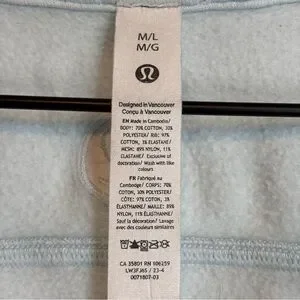 M/L
M/G
Designed in Vancouver
Conçu à Vancouver
EN Made in Cambodia/
BODY: 70% COTTON, 30%
POLYESTER/ RIB: 97%
COTTON, 3% ELASTANE/
MESH: 89% NYLON, 11%
ELASTANE/ Exclusive of
decoration/ Wash with like
colours
FR Fabriqué au
Cambodge/ CORPS: 70%
COTON, 30% POLYESTER/
CÔTE: 97% COTON, 3%
ÉLASTHANNE/ MAILLE: 89%
NYLON, 11% ÉLASTHANNE/
Sauf la décoration/ Lavage
avec des couleurs similaires
CA 35801 RN 106259
LW3FJ6S / 23-4
0071807-03